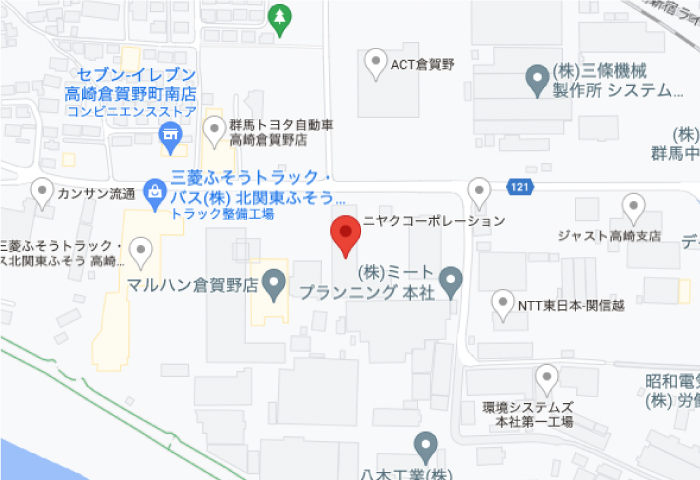 新宿ライ
ACT倉賀野
(株)三條機械
製作所 システム...
セブン-イレブン
高崎倉賀野町南店
コンビニエンスストア
群馬トヨタ自動車
高崎倉賀野店
(株)
群馬中
カンサン流通
三菱ふそうトラック・
バス(株) 北関東ふそう...
トラック整備工場
121
ニヤクコーポレーション
ジャスト高崎支店
デ
三菱ふそうトラック・
ス北関東ふそう 高崎...
マルハン倉賀野店
(株)ミート
プランニング 本社
NTT東日本-関信越
昭和電気
(株) 労働
環境システムズ
本社第一工場
八木工業(株)